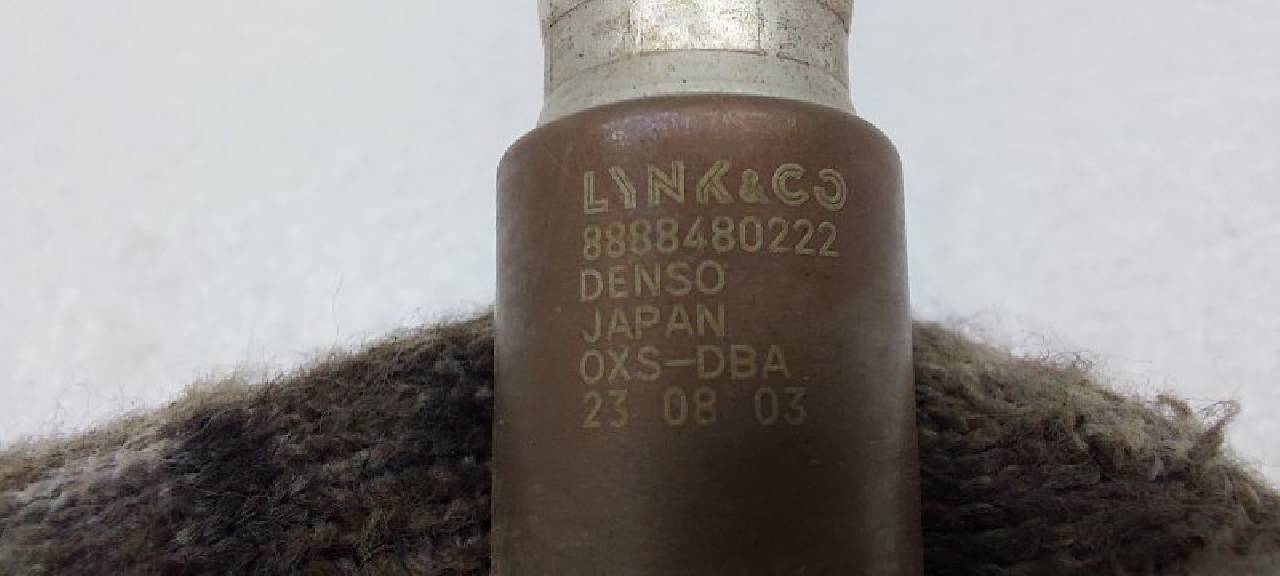 LYNK&CO
8888480222
DENSO
JAPAN
OXS-DBA
23 08 03